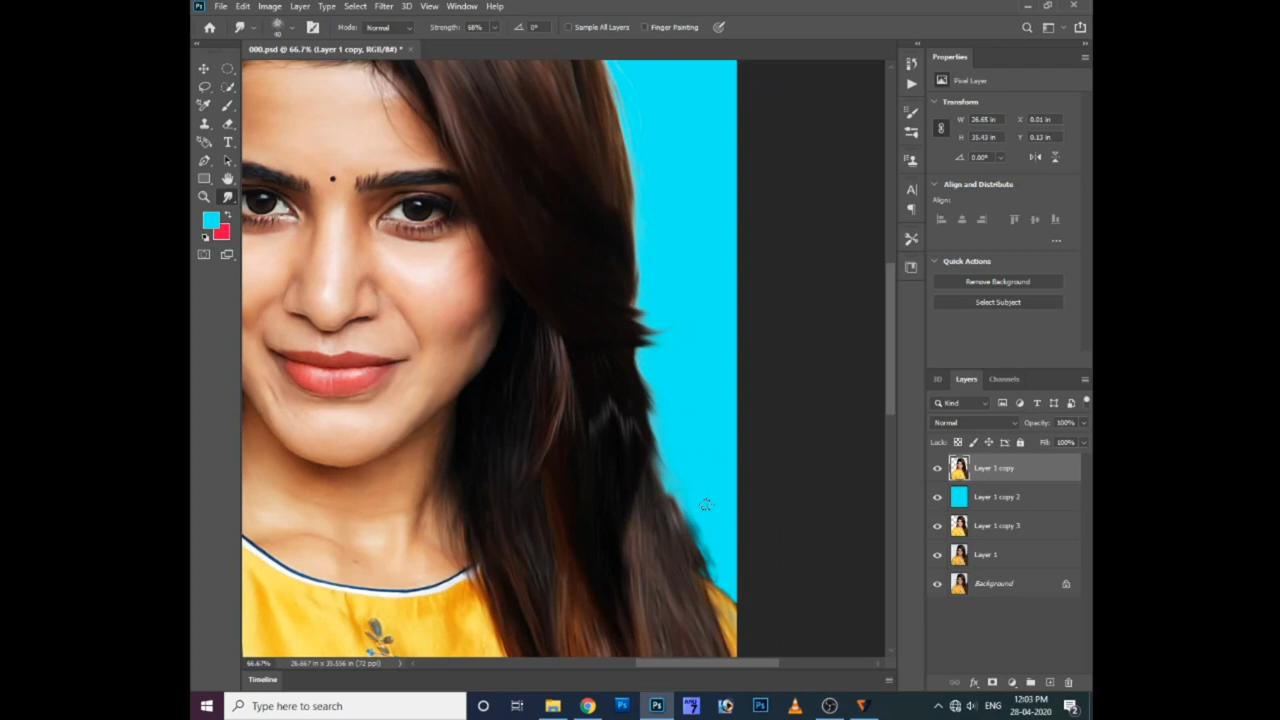 Ps File Edit Image Layer Type Select Filter 3D View Window Help
40 Mode: Normal Strength: 68% 0° Sample All Layers Finger Painting
000.psd @ 66.7% (Layer 1 copy, RGB/8#) * ×
Properties
Pixel Layer
Transform
W 26.65 in X 0.01 in
H 35.43 in Y 0.13 in
0.00°
Align and Distribute
Align:
Quick Actions
Remove Background
Select Subject
3D Layers Channels
Kind
Normal Opacity: 100%
Lock: Fill: 100%
Layer 1 copy
Layer 1 copy 2
Layer 1 copy 3
Layer 1
Background
66.67% 26.667 in x 35.556 in (72 ppi)
Timeline
Type here to search
ENG
12:03 PM
28-04-2020